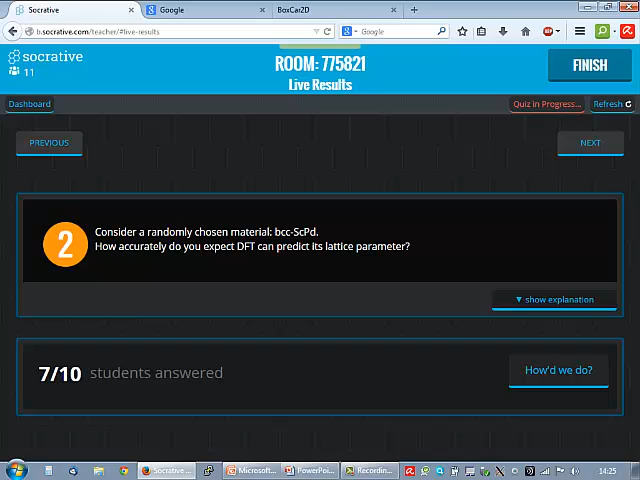 Socrative
Google
BoxCar2D
b.socrative.com/teacher/#live-results
Google
socrative
11
ROOM: 775821
Live Results
FINISH
Dashboard
Quiz in Progress...
Refresh
PREVIOUS
NEXT
2
Consider a randomly chosen material: bcc-ScPd.
How accurately do you expect DFT can predict its lattice parameter?
▼ show explanation
7/10 students answered
How'd we do?
Socrative ...
Microsoft...
PowerPoi...
Recordin...
14:25